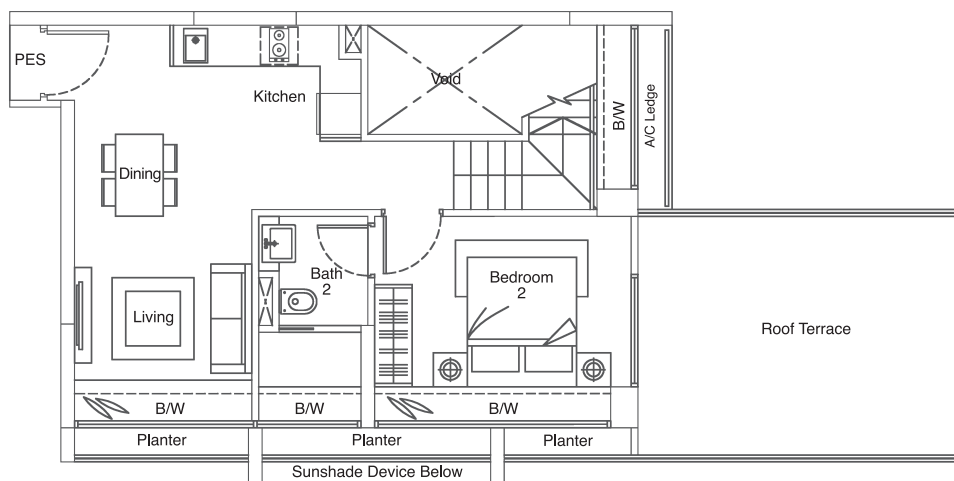 PES
Void
Kitchen
B/W
A/C Ledge
Dining
Bath
2
Bedroom
2
Living
Roof Terrace
B/W
B/W
B/W
Planter
Planter
Planter
Sunshade Device Below